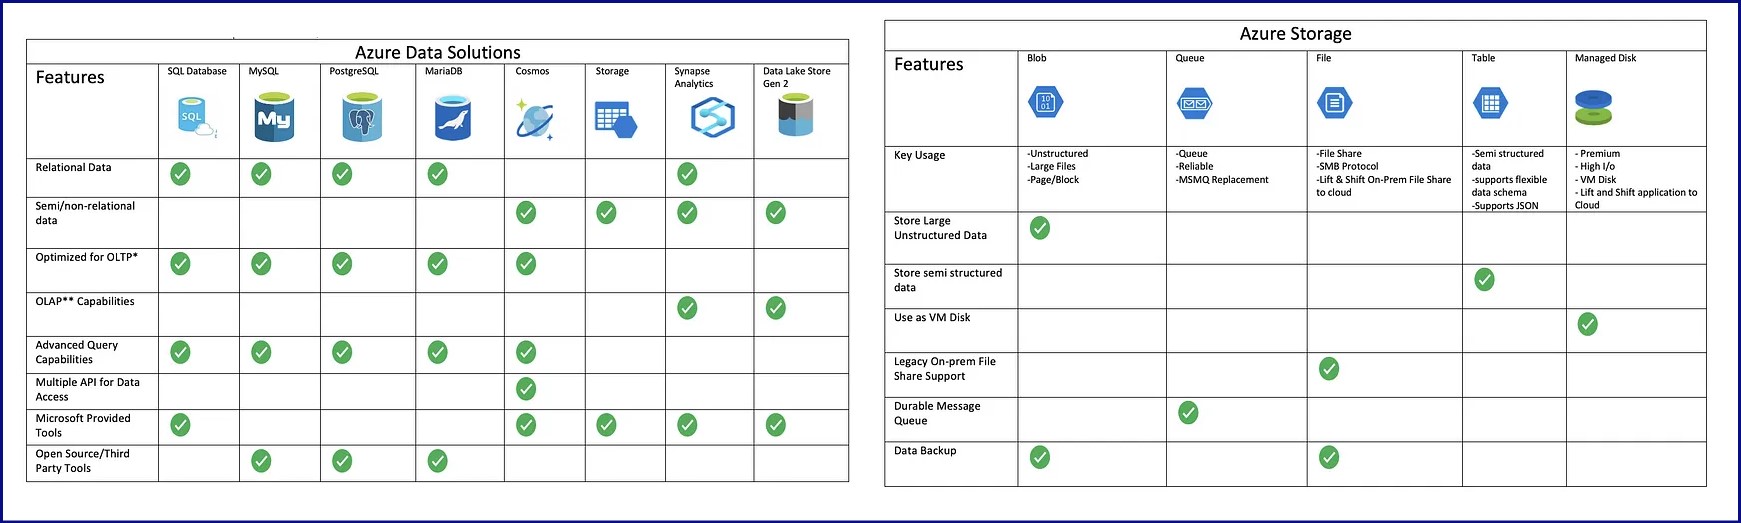 Azure Data Solutions
Features
SQL Database
MySQL
PostgreSQL
MariaDB
Cosmos
Storage
Synapse
Analytics
Data Lake Store
Gen 2
SQL
My
Relational Data
Semi/non-relational
data
Optimized for OLTP*
OLAP** Capabilities
Advanced Query
Capabilities
Multiple API for Data
Access
Microsoft Provided
Tools
Open Source/Third
Party Tools
Azure Storage
Features
Blob
Queue
File
Table
Managed Disk
10
01
Key Usage
-Unstructured
-Large Files
-Page/Block
-Queue
-Reliable
-MSMQ Replacement
-File Share
-SMB Protocol
-Lift & Shift On-Prem File Share
to cloud
-Semi structured
data
-supports flexible
data schema
-Supports JSON
- Premium
- High I/o
- VM Disk
- Lift and Shift application to
Cloud
Store Large
Unstructured Data
Store semi structured
data
Use as VM Disk
Legacy On-prem File
Share Support
Durable Message
Queue
Data Backup